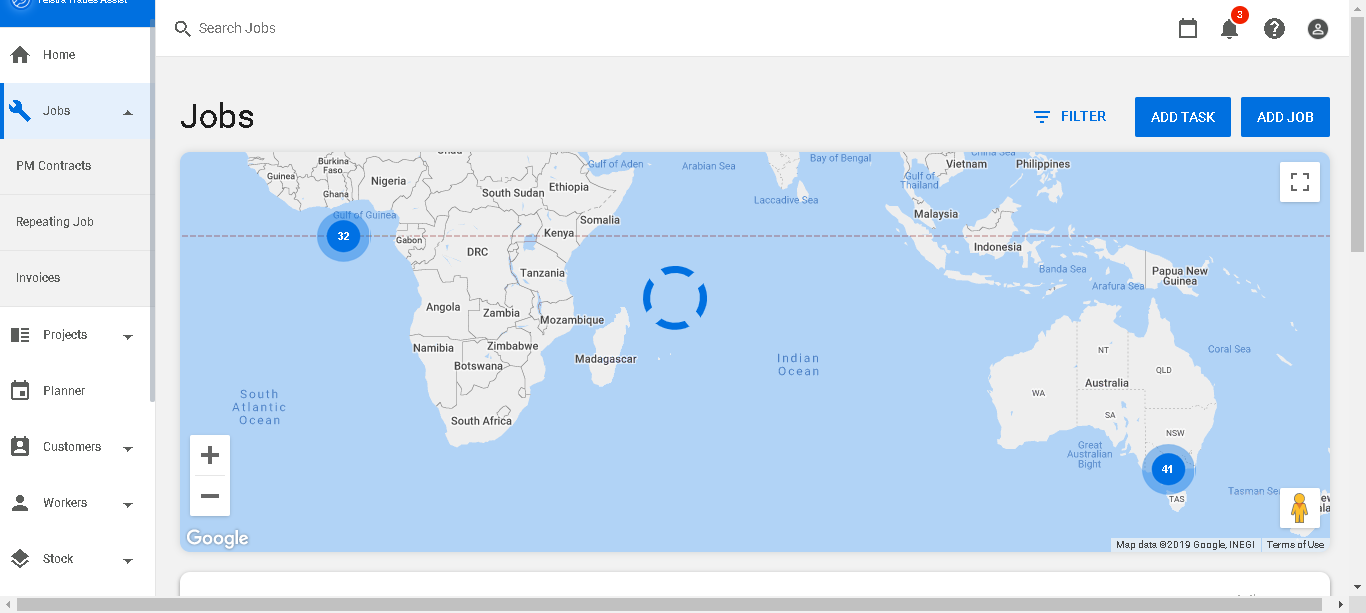 Telstra Trades Assist
Search Jobs
3
Home
Jobs
PM Contracts
Repeating Job
Invoices
Projects
Planner
Customers
Workers
Stock
Jobs
FILTER
ADD TASK
ADD JOB
Burkina
Faso
Guinea
Nigeria
Ghana
Gulf of Guinea
32
Gabon
DRC
South Sudan
Ethiopia
Somalia
Kenya
Tanzania
Angola
Zambia
Mozambique
Namibia
Zimbabwe
Botswana
Madagascar
South Africa
South
Atlantic
Ocean
Gulf of Aden
Arabian Sea
Bay of Bengal
Laccadive Sea
Indian
Ocean
China Sea
Vietnam
Philippines
Gulf of
Thailand
Malaysia
Indonesia
Banda Sea
Arafura Sea
Papua New
Guinea
Coral Sea
NT
QLD
Australia
WA
SA
NSW
Great
Australian
Bight
41
TAS
Tasman Se
Google
Map data ©2019 Google, INEGI
Terms of Use